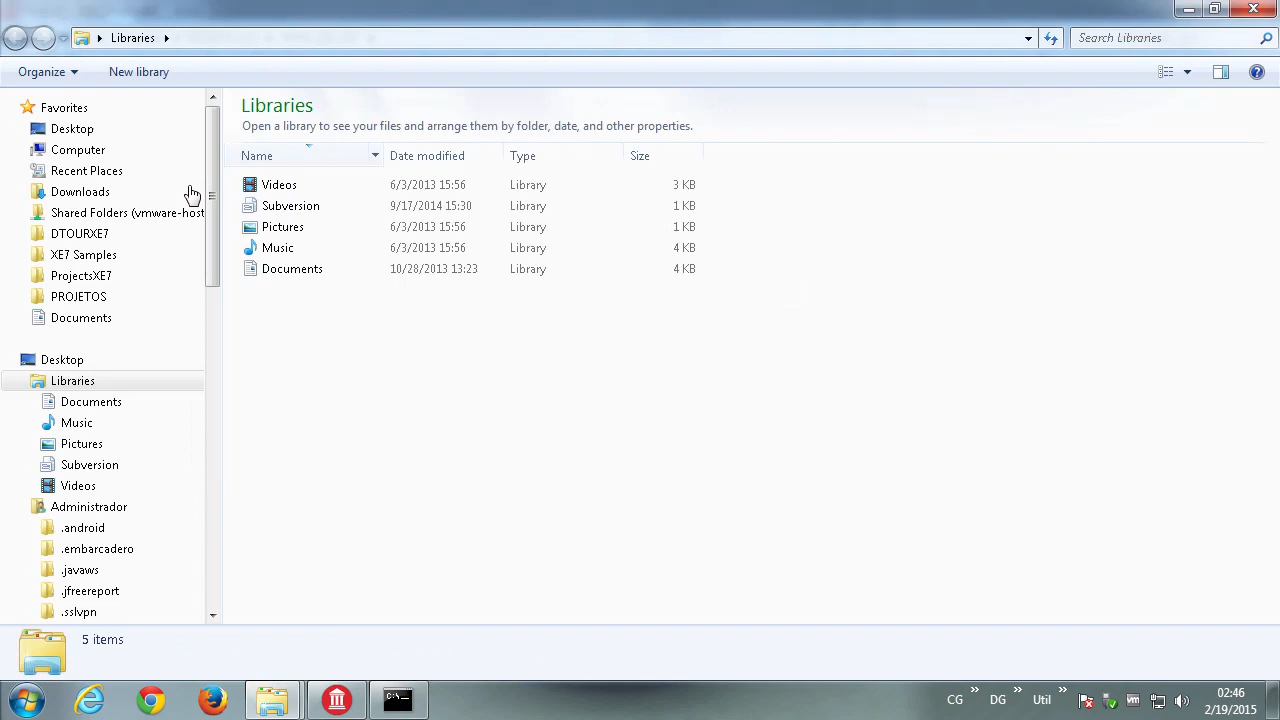 Libraries
Search Libraries
Organize
New library
Favorites
Desktop
Computer
Recent Places
Downloads
Shared Folders (vmware-host
DTOURXE7
XE7 Samples
ProjectsXE7
PROJETOS
Documents
Desktop
Libraries
Documents
Music
Pictures
Subversion
Videos
Administrador
.android
.embarcadero
.javaws
.jfreereport
.sslvpn
Libraries
Open a library to see your files and arrange them by folder, date, and other properties.
Name Date modified Type Size
Videos 6/3/2013 15:56 Library 3 KB
Subversion 9/17/2014 15:30 Library 1 KB
Pictures 6/3/2013 15:56 Library 1 KB
Music 6/3/2013 15:56 Library 4 KB
Documents 10/28/2013 13:23 Library 4 KB
5 items
C:\_
CG » DG » Util »
02:46
2/19/2015